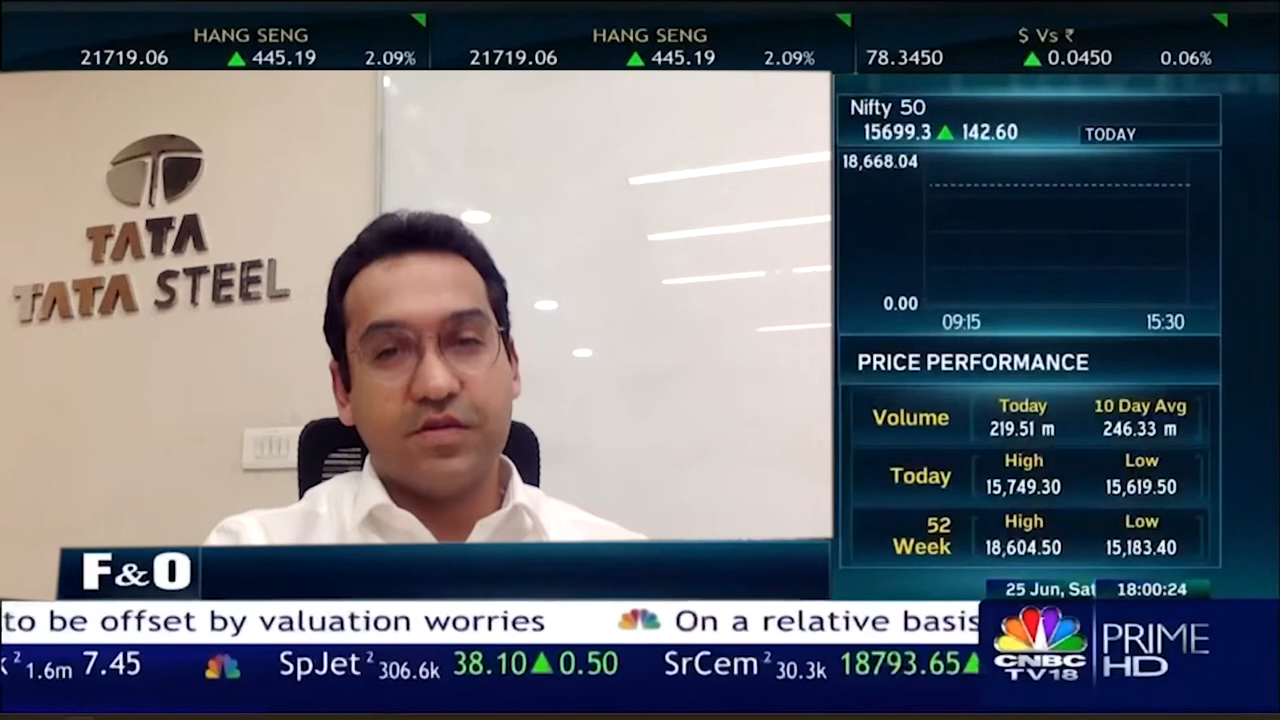 HANG SENG
21719.06 ▲ 445.19 2.09%
HANG SENG
21719.06 ▲ 445.19 2.09%
$ Vs ₹
78.3450 ▲ 0.0450 0.06%
TATA
TATA STEEL
Nifty 50
15699.3 ▲ 142.60 TODAY
18,668.04
0.00
09:15 15:30
PRICE PERFORMANCE
Volume Today 10 Day Avg
219.51 m 246.33 m
Today High Low
15,749.30 15,619.50
52 Week High Low
18,604.50 15,183.40
25 Jun, Sat 18:00:24
F&O
to be offset by valuation worries On a relative basis
k² 1.6m 7.45 SpJet² 306.6k 38.10▲0.50 SrCem² 30.3k 18793.65▲
CNBC
TV18
PRIME
HD